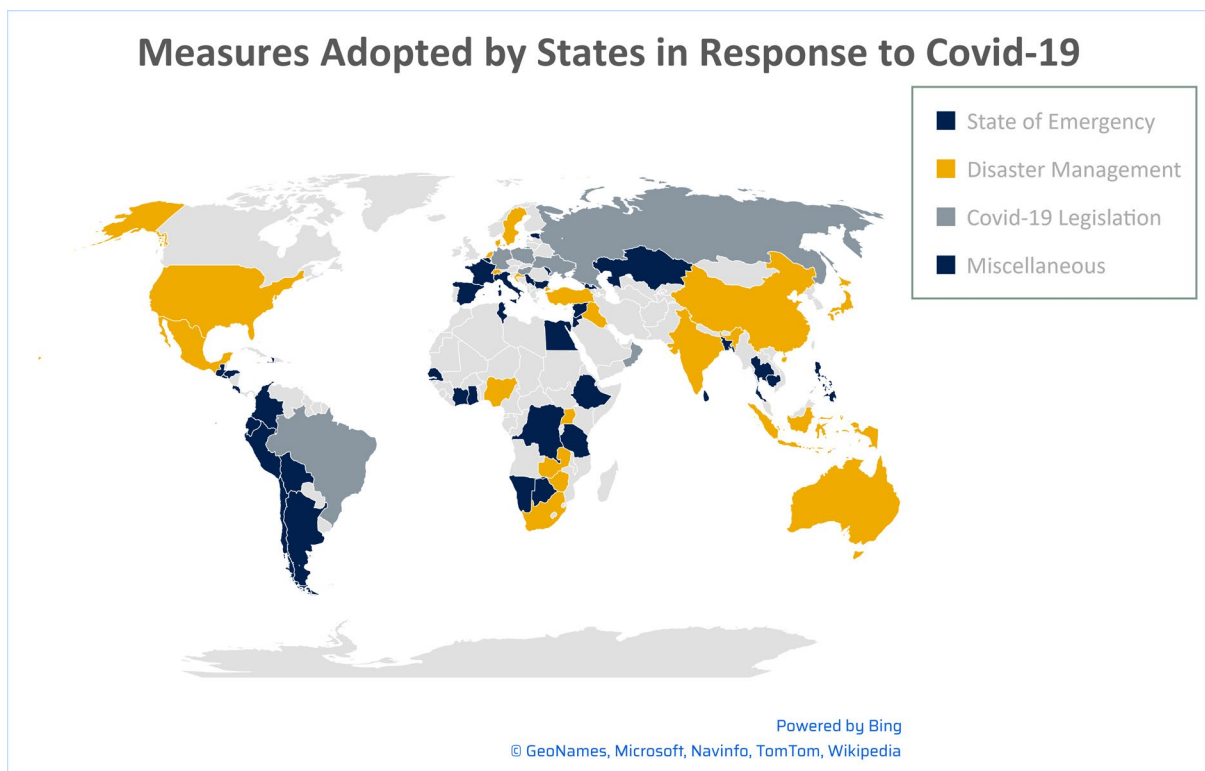 Measures Adopted by States in Response to Covid-19
State of Emergency
Disaster Management
Covid-19 Legislation
Miscellaneous
Powered by Bing
© GeoNames, Microsoft, Navinfo, TomTom, Wikipedia